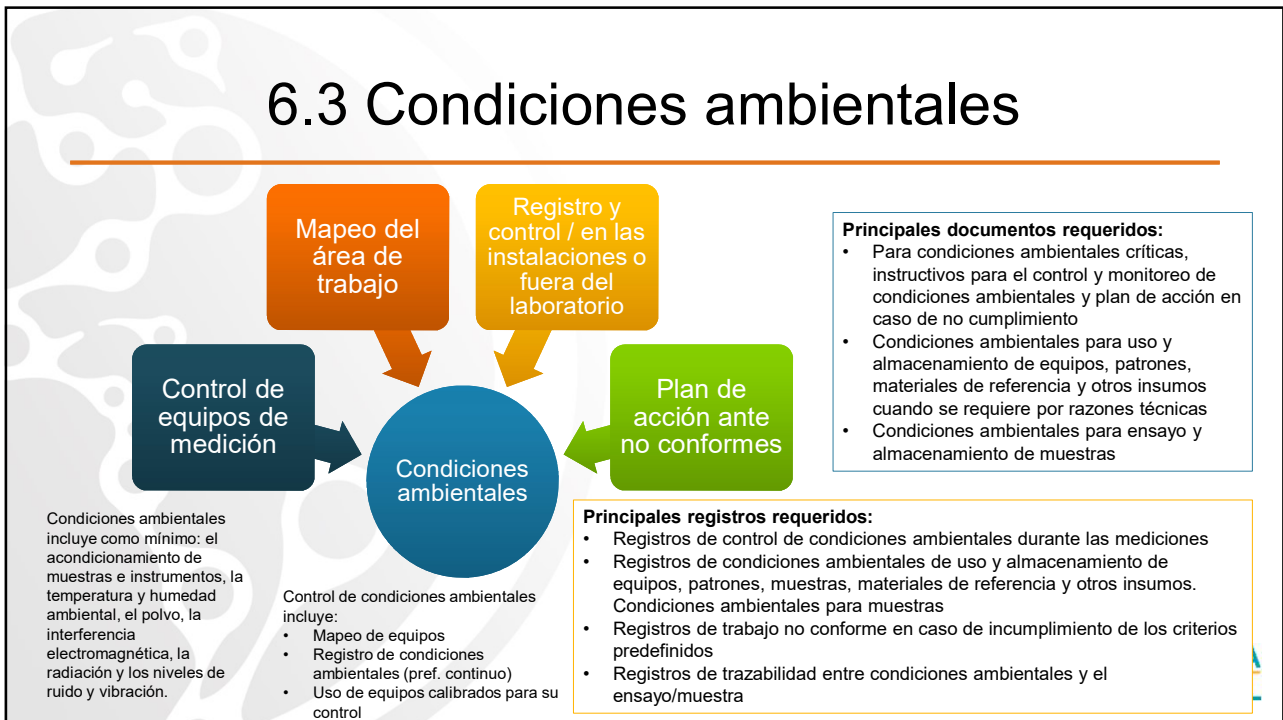 6.3 Condiciones ambientales
Mapeo del
área de
trabajo
Registro y
control / en las
instalaciones o
fuera del
laboratorio
Control de
equipos de
medición
Plan de
acción ante
no conformes
Condiciones
ambientales
Principales documentos requeridos:
• Para condiciones ambientales críticas,
instructivos para el control y monitoreo de
condiciones ambientales y plan de acción en
caso de no cumplimiento
• Condiciones ambientales para uso y
almacenamiento de equipos, patrones,
materiales de referencia y otros insumos
cuando se requiere por razones técnicas
• Condiciones ambientales para ensayo y
almacenamiento de muestras
Condiciones ambientales
incluye como mínimo: el
acondicionamiento de
muestras e instrumentos, la
temperatura y humedad
ambiental, el polvo, la
interferencia
electromagnética, la
radiación y los niveles de
ruido y vibración.
Control de condiciones ambientales
incluye:
• Mapeo de equipos
• Registro de condiciones
ambientales (pref. continuo)
• Uso de equipos calibrados para su
control
Principales registros requeridos:
• Registros de control de condiciones ambientales durante las mediciones
• Registros de condiciones ambientales de uso y almacenamiento de
equipos, patrones, muestras, materiales de referencia y otros insumos.
Condiciones ambientales para muestras
• Registros de trabajo no conforme en caso de incumplimiento de los criterios
predefinidos
• Registros de trazabilidad entre condiciones ambientales y el
ensayo/muestra